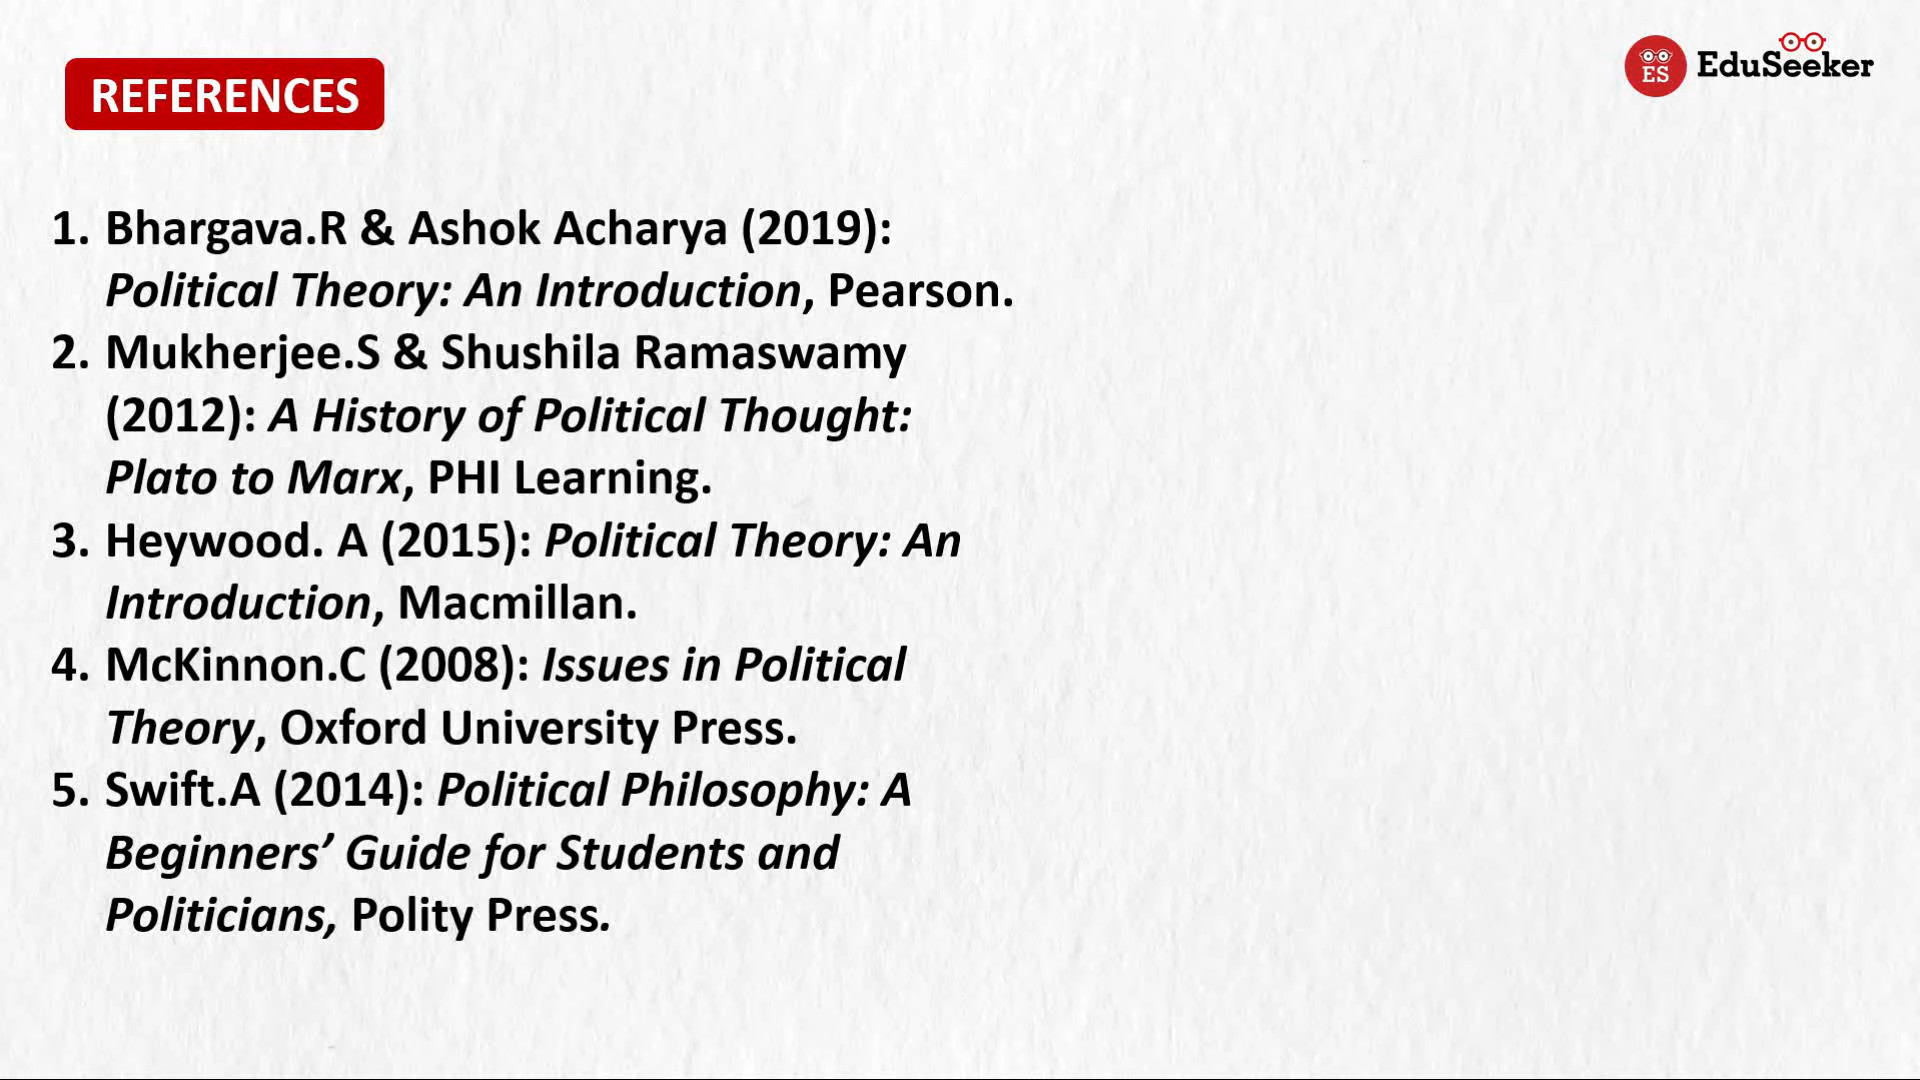 REFERENCES
ES EduSeeker
1. Bhargava.R & Ashok Acharya (2019):
Political Theory: An Introduction, Pearson.
2. Mukherjee.S & Shushila Ramaswamy
(2012): A History of Political Thought:
Plato to Marx, PHI Learning.
3. Heywood. A (2015): Political Theory: An
Introduction, Macmillan.
4. McKinnon.C (2008): Issues in Political
Theory, Oxford University Press.
5. Swift.A (2014): Political Philosophy: A
Beginners’ Guide for Students and
Politicians, Polity Press.